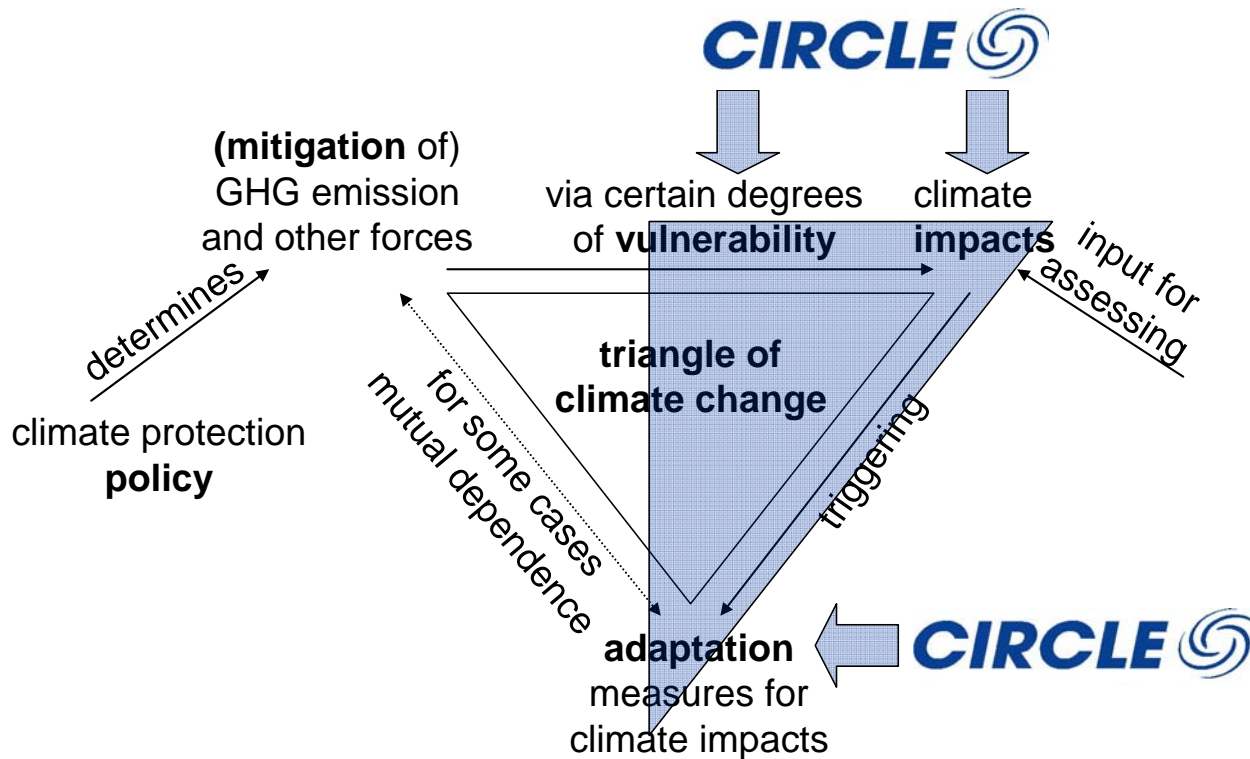 CIRCLE
(mitigation of)
GHG emission
and other forces
via certain degrees
of vulnerability
climate
impacts
input for
assessing
determines
climate protection
policy
triangle of
climate change
for some cases
mutual dependence
triggering
adaptation
measures for
climate impacts
CIRCLE